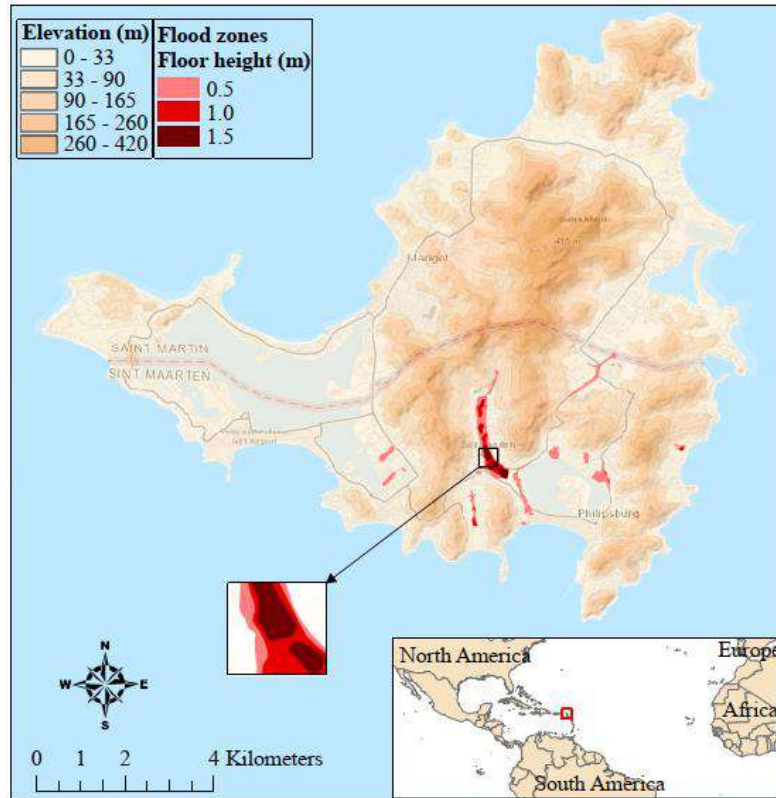 Elevation (m)
0 - 33
33 - 90
90 - 165
165 - 260
260 - 420
Flood zones
Floor height (m)
0.5
1.0
1.5
415 m
Marigot
SAINT MARTIN
SINT MAARTEN
Airport
Philipsburg
N
W
E
S
0 1 2 4 Kilometers
North America
Europe
Africa
South America